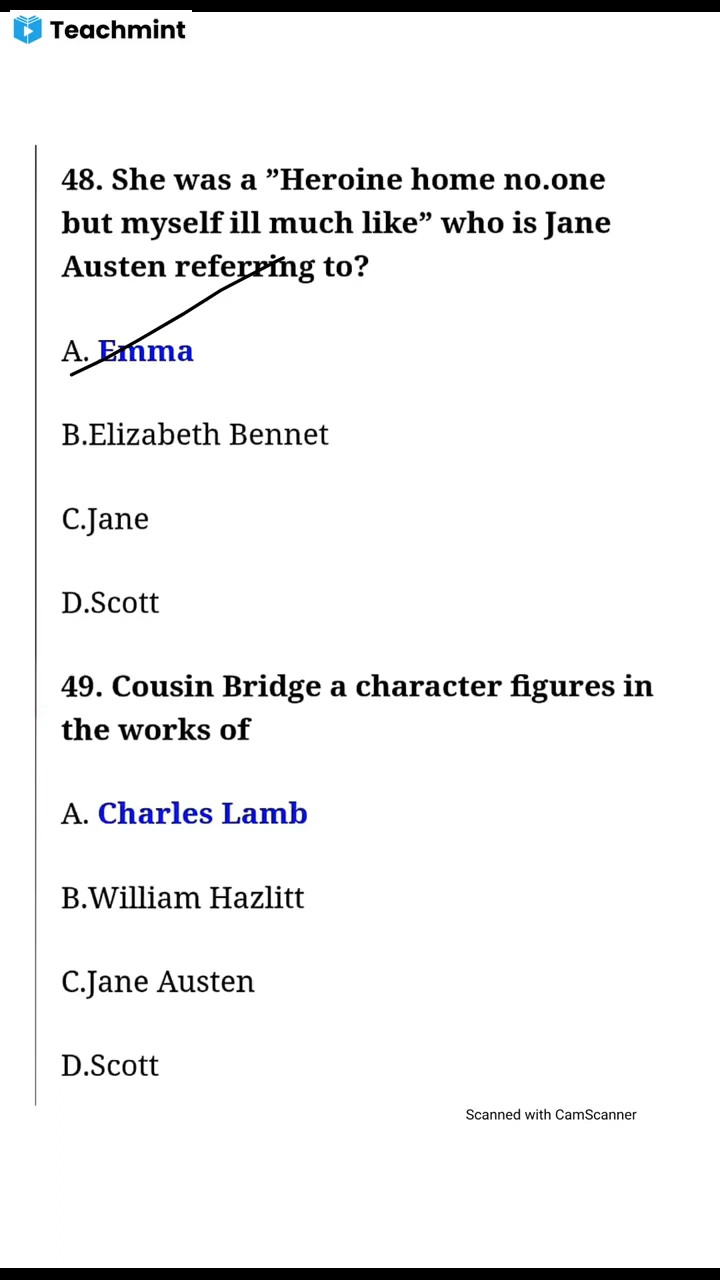 Teachmint
48. She was a ”Heroine home no.one
but myself ill much like” who is Jane
Austen referring to?
A. Emma
B.Elizabeth Bennet
C.Jane
D.Scott
49. Cousin Bridge a character figures in
the works of
A. Charles Lamb
B.William Hazlitt
C.Jane Austen
D.Scott
Scanned with CamScanner